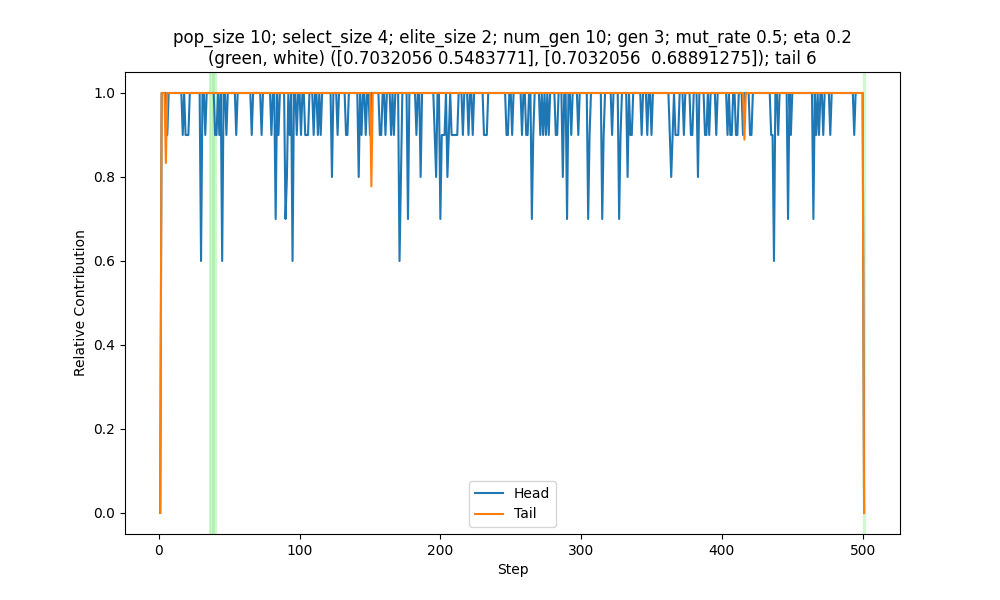 pop_size 10; select_size 4; elite_size 2; num_gen 10; gen 3; mut_rate 0.5; eta 0.2
(green, white) ([0.7032056 0.5483771], [0.7032056  0.68891275]); tail 6
1.0
0.8
0.6
0.4
0.2
0.0
Relative Contribution
Head
Tail
0
100
200
300
400
500
Step